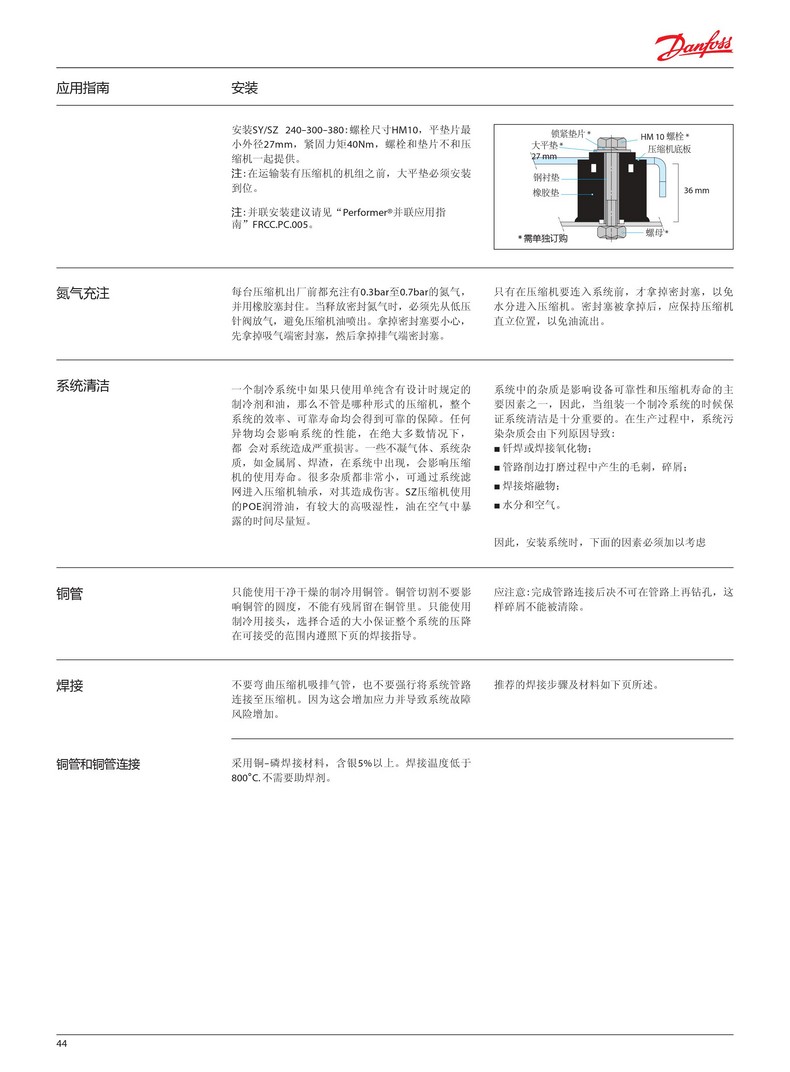 Danfoss
应用指南
安装
安装SY/SZ 240-300-380：螺栓尺寸HM10，平垫片最
小外径27mm，紧固力矩40Nm，螺栓和垫片不和压
缩机一起提供。
注：在运输装有压缩机的机组之前，大平垫必须安装
到位。
注：并联安装建议请见“Performer®并联应用指
南”FRCC.PC.005。
锁紧垫片*
大平垫*
27 mm
钢衬垫
橡胶垫
HM 10 螺栓*
压缩机底板
36 mm
螺母*
*需单独订购
氮气充注
每台压缩机出厂前都充注有0.3bar至0.7bar的氮气，
并用橡胶塞封住。当释放密封氮气时，必须先从低压
针阀放气，避免压缩机油喷出。拿掉密封塞要小心，
先拿掉吸气端密封塞，然后拿掉排气端密封塞。
只有在压缩机要连入系统前，才拿掉密封塞，以免
水分进入压缩机。密封塞被拿掉后，应保持压缩机
直立位置，以免油流出。
系统清洁
一个制冷系统中如果只使用单纯含有设计时规定的
制冷剂和油，那么不管是哪种形式的压缩机，整个
系统的效率、可靠寿命均会得到可靠的保障。任何
异物均会影响系统的性能，在绝大多数情况下，
都 会对系统造成严重损害。一些不凝气体、系统杂
质，如金属屑、焊渣，在系统中出现，会影响压缩
机的使用寿命。很多杂质都非常小，可通过系统滤
网进入压缩机轴承，对其造成伤害。SZ压缩机使用
的POE润滑油，有较大的高吸湿性，油在空气中暴
露的时间尽量短。
系统中的杂质是影响设备可靠性和压缩机寿命的主
要因素之一，因此，当组装一个制冷系统的时候保
证系统清洁是十分重要的。在生产过程中，系统污
染杂质会由下列原因导致：
■ 钎焊或焊接氧化物；
■ 管路削边打磨过程中产生的毛刺，碎屑；
■ 焊接熔融物；
■ 水分和空气。
因此，安装系统时，下面的因素必须加以考虑
铜管
只能使用干净干燥的制冷用铜管。铜管切割不要影
响铜管的圆度，不能有残屑留在铜管里。只能使用
制冷用接头，选择合适的大小保证整个系统的压降
在可接受的范围内遵照下页的焊接指导。
应注意：完成管路连接后决不可在管路上再钻孔，这
样碎屑不能被清除。
焊接
不要弯曲压缩机吸排气管，也不要强行将系统管路
连接至压缩机。因为这会增加应力并导致系统故障
风险增加。
推荐的焊接步骤及材料如下页所述。
铜管和铜管连接
采用铜-磷焊接材料，含银5%以上。焊接温度低于
800°C.不需要助焊剂。
44